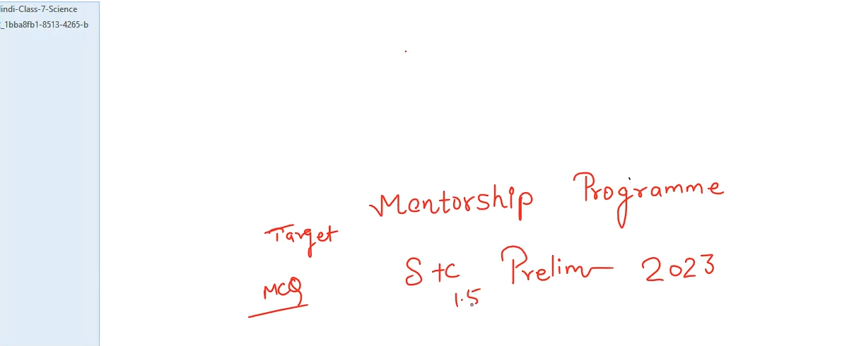 indi-Class-7-Science
_1bba8fb1-8513-4265-b
Mentorship Programme
Target
S+C Prelim 2023
MCQ
1.5